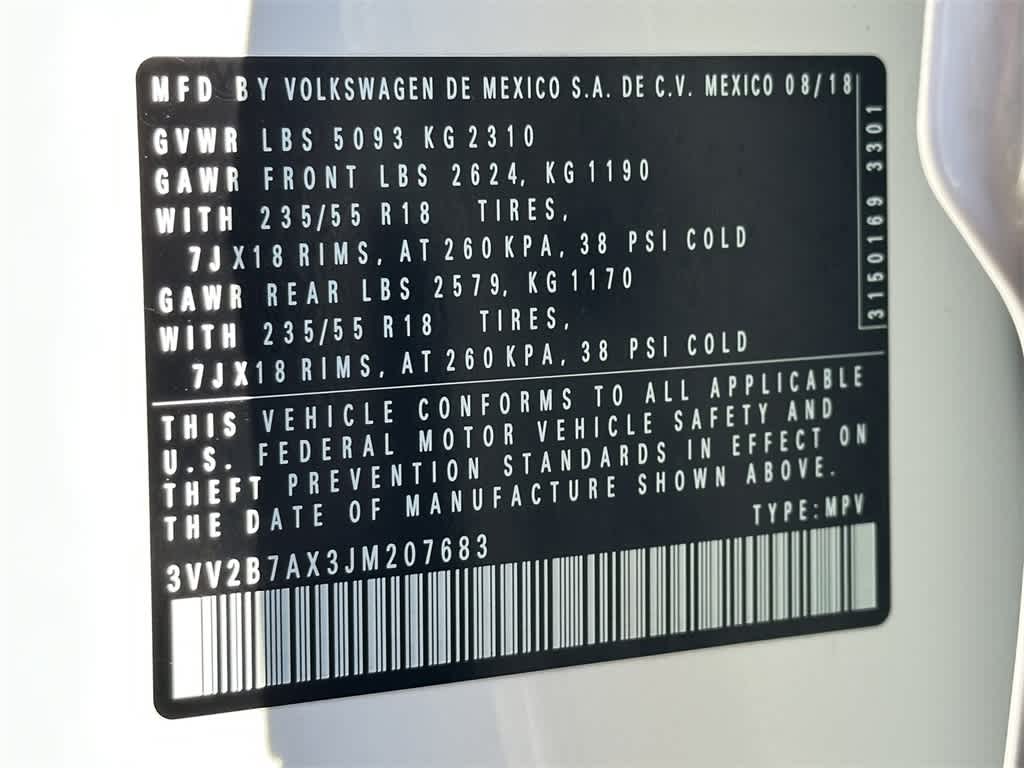 MFD BY VOLKSWAGEN DE MEXICO S.A. DE C.V. MEXICO 08/18
GVWR LBS 5093 KG 2310
GAWR FRONT LBS 2624, KG 1190
WITH 235/55 R18 TIRES,
7JX18 RIMS, AT 260 KPA, 38 PSI COLD
GAWR REAR LBS 2579, KG 1170
WITH 235/55 R18 TIRES,
7JX18 RIMS, AT 260 KPA, 38 PSI COLD
3150169 3301
THIS VEHICLE CONFORMS TO ALL APPLICABLE
U.S. FEDERAL MOTOR VEHICLE SAFETY AND
THEFT PREVENTION STANDARDS IN EFFECT ON
THE DATE OF MANUFACTURE SHOWN ABOVE.
TYPE:MPV
3VV2B7AX3JM207683